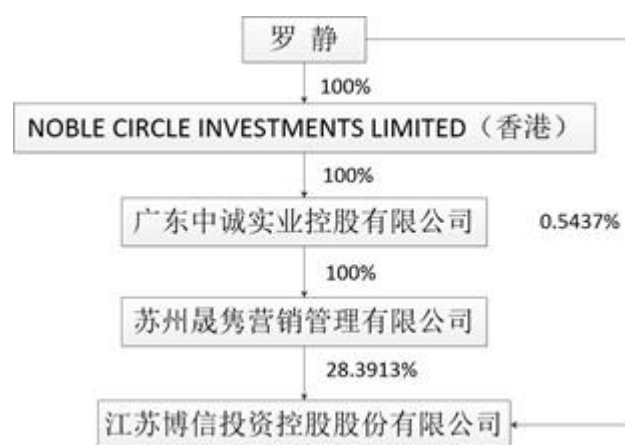 罗 静
100%
NOBLE CIRCLE INVESTMENTS LIMITED（香港）
100%
广东中诚实业控股有限公司
0.5437%
100%
苏州晟隽营销管理有限公司
28.3913%
江苏博信投资控股股份有限公司